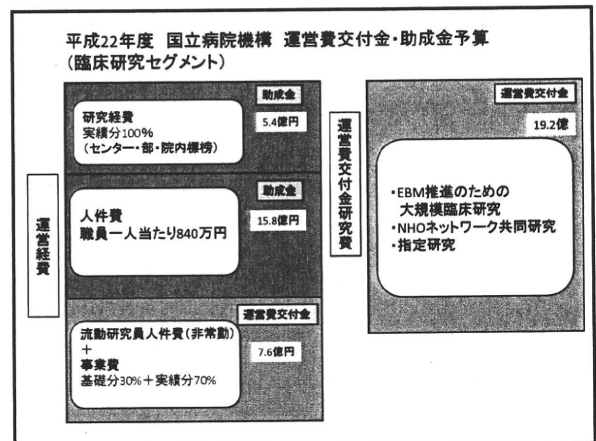 平成22年度 国立病院機構 運営費交付金・助成金予算
(臨床研究セグメント)
運営経費
助成金
5.4億円
研究経費
実績分100%
(センター・部・院内標榜)
助成金
15.8億円
人件費
職員一人当たり840万円
運営費交付金
7.6億円
流動研究員人件費(非常勤)
+
事業費
基礎分30%+実績分70%
運営費交付金研究費
運営費交付金
19.2億
・EBM推進のための
大規模臨床研究
・NHOネットワーク共同研究
・指定研究